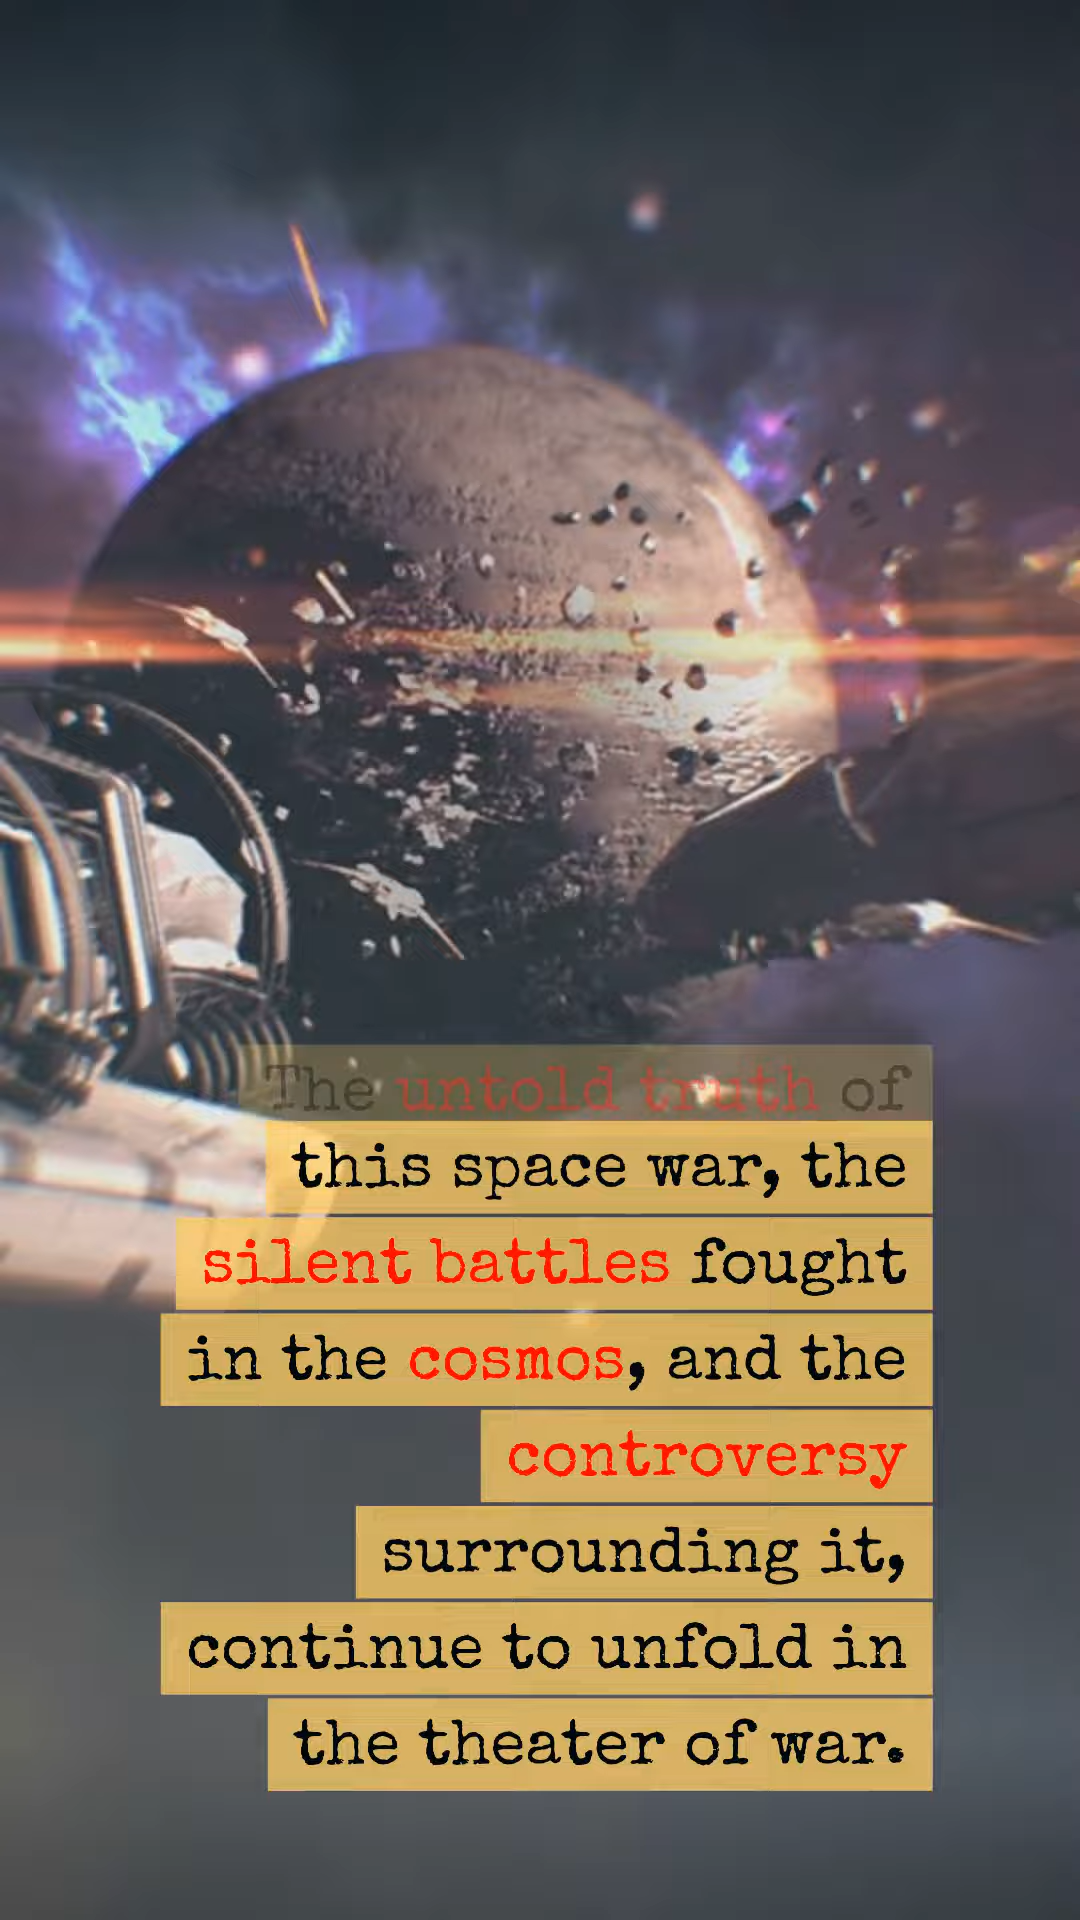 The untold truth of
this space war, the
silent battles fought
in the cosmos, and the
controversy
surrounding it,
continue to unfold in
the theater of war.